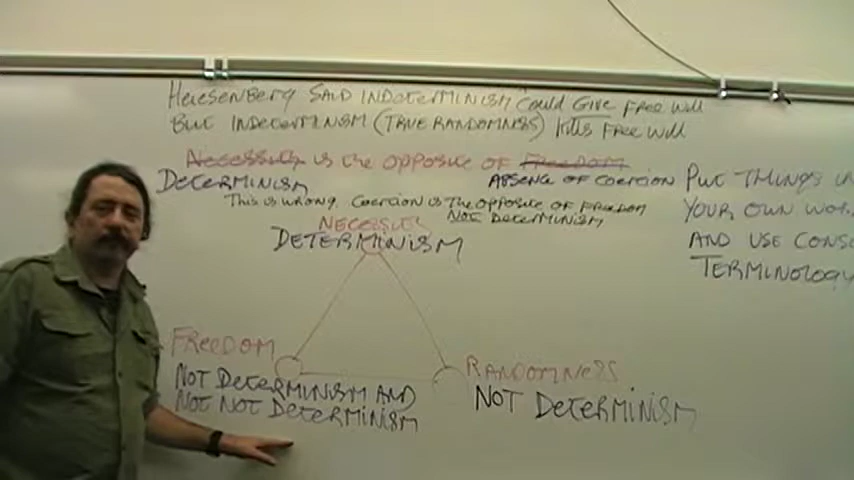 HEISENBERG SAID INDETERMINISM COULD GIVE FREE WILL
BUT INDETERMINISM (TRUE RANDOMNESS) KILLS FREE WILL
NECESSITY IS THE OPPOSITE OF FREEDOM
DETERMINISM ABSENCE OF COERCION
THIS IS WRONG. COERCION IS THE OPPOSITE OF FREEDOM
NOT DETERMINISM
PUT THINGS IN
YOUR OWN WOR
AND USE CONS
TERMINOLOGY
NECESSITY
DETERMINISM
FREEDOM
NOT DETERMINISM AND
NOT NOT DETERMINISM
RANDOMNESS
NOT DETERMINISM